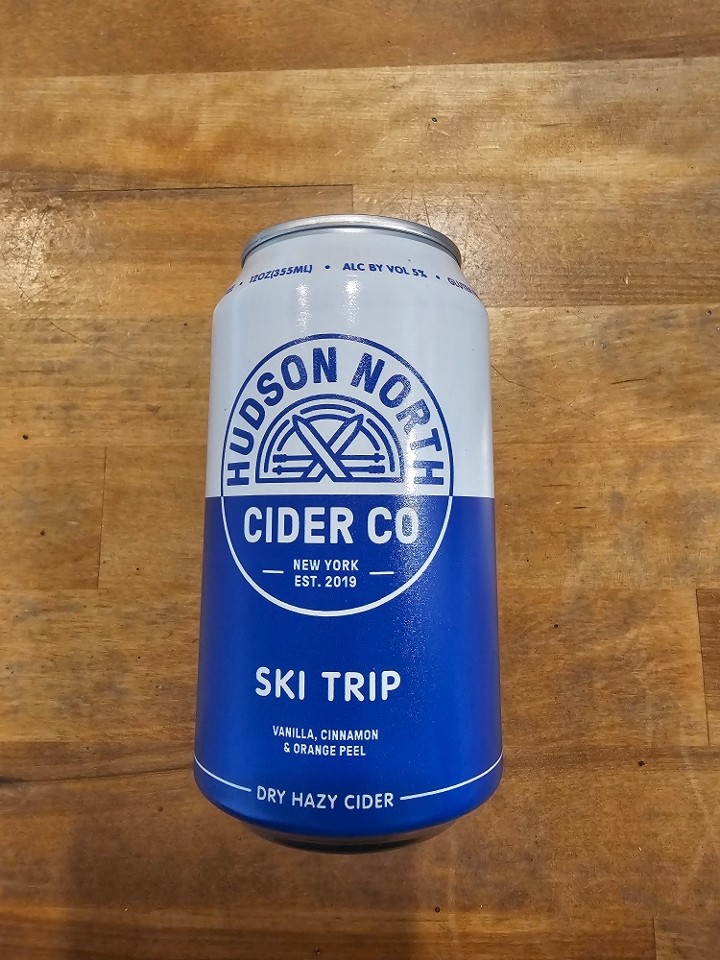 12OZ(355ML) • ALC BY VOL 5% •
HUDSON NORTH
CIDER CO
NEW YORK
EST. 2019
SKI TRIP
VANILLA, CINNAMON
& ORANGE PEEL
DRY HAZY CIDER